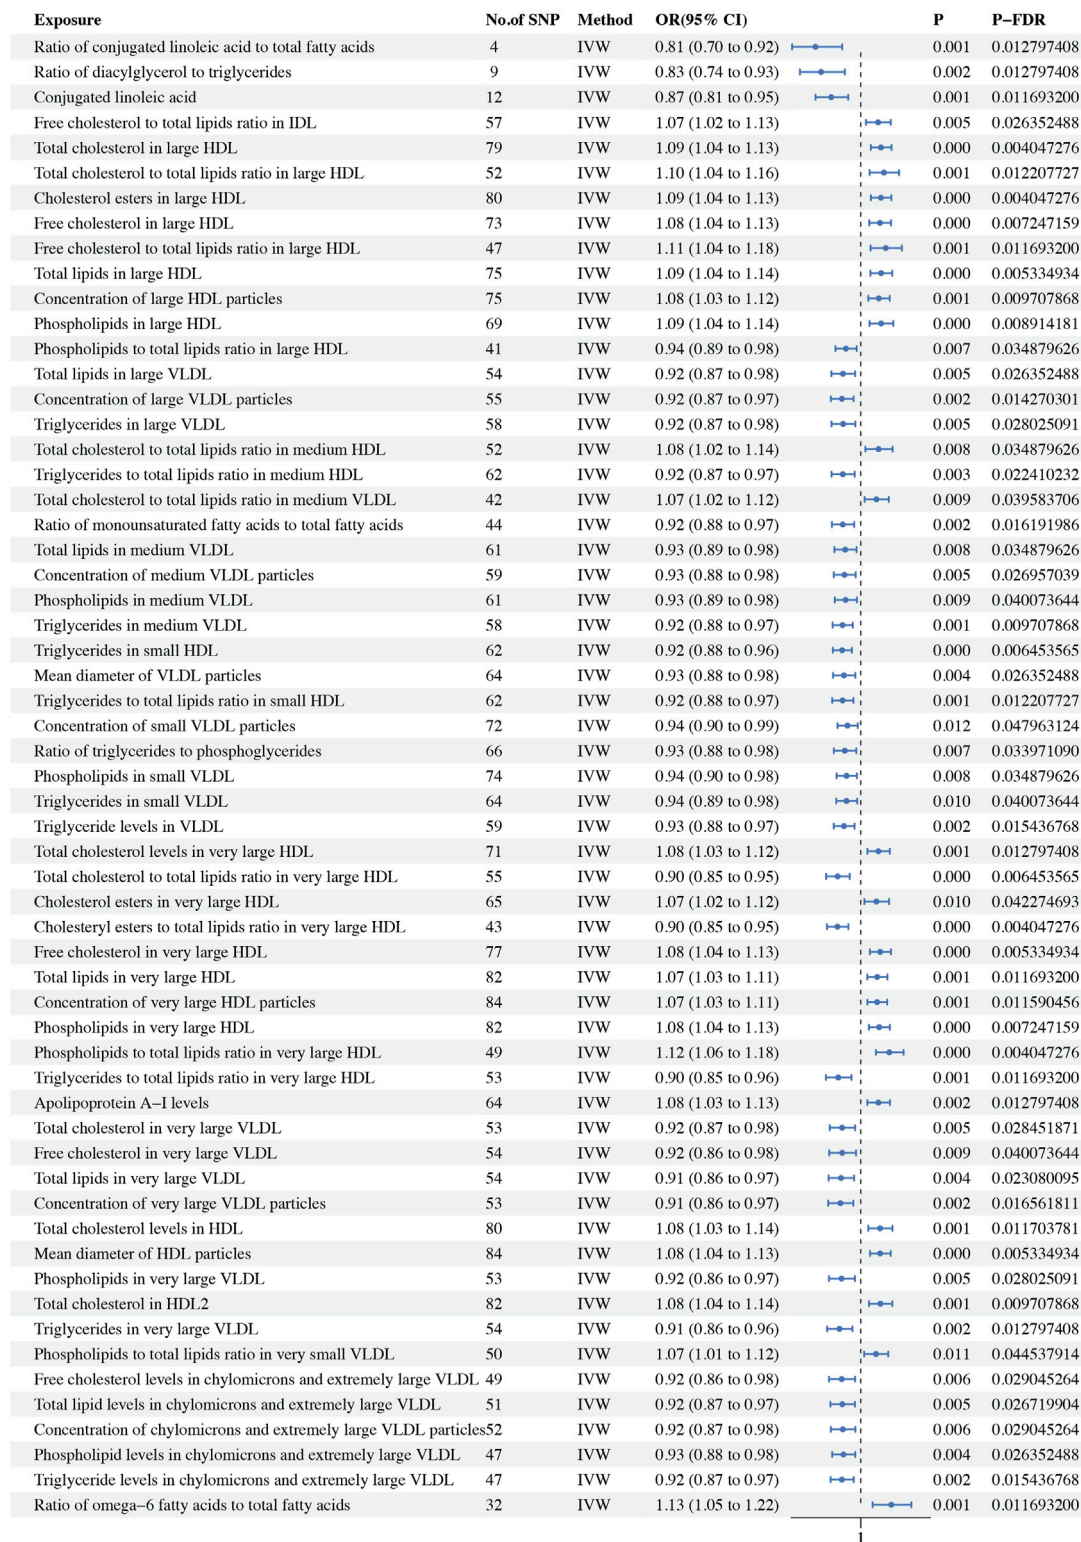 Exposure No.of SNP Method OR(95% CI) P P−FDR
Ratio of conjugated linoleic acid to total fatty acids 4 IVW 0.81 (0.70 to 0.92) 0.001 0.012797408
Ratio of diacylglycerol to triglycerides 9 IVW 0.83 (0.74 to 0.93) 0.002 0.012797408
Conjugated linoleic acid 12 IVW 0.87 (0.81 to 0.95) 0.001 0.011693200
Free cholesterol to total lipids ratio in IDL 57 IVW 1.07 (1.02 to 1.13) 0.005 0.026352488
Total cholesterol in large HDL 79 IVW 1.09 (1.04 to 1.13) 0.000 0.004047276
Total cholesterol to total lipids ratio in large HDL 52 IVW 1.10 (1.04 to 1.16) 0.001 0.012207727
Cholesterol esters in large HDL 80 IVW 1.09 (1.04 to 1.13) 0.000 0.004047276
Free cholesterol in large HDL 73 IVW 1.08 (1.04 to 1.13) 0.000 0.007247159
Free cholesterol to total lipids ratio in large HDL 47 IVW 1.11 (1.04 to 1.18) 0.001 0.011693200
Total lipids in large HDL 75 IVW 1.09 (1.04 to 1.14) 0.000 0.005334934
Concentration of large HDL particles 75 IVW 1.08 (1.03 to 1.12) 0.001 0.009707868
Phospholipids in large HDL 69 IVW 1.09 (1.04 to 1.14) 0.000 0.008914181
Phospholipids to total lipids ratio in large HDL 41 IVW 0.94 (0.89 to 0.98) 0.007 0.034879626
Total lipids in large VLDL 54 IVW 0.92 (0.87 to 0.98) 0.005 0.026352488
Concentration of large VLDL particles 55 IVW 0.92 (0.87 to 0.97) 0.002 0.014270301
Triglycerides in large VLDL 58 IVW 0.92 (0.87 to 0.98) 0.005 0.028025091
Total cholesterol to total lipids ratio in medium HDL 52 IVW 1.08 (1.02 to 1.14) 0.008 0.034879626
Triglycerides to total lipids ratio in medium HDL 62 IVW 0.92 (0.87 to 0.97) 0.003 0.022410232
Total cholesterol to total lipids ratio in medium VLDL 42 IVW 1.07 (1.02 to 1.12) 0.009 0.039583706
Ratio of monounsaturated fatty acids to total fatty acids 44 IVW 0.92 (0.88 to 0.97) 0.002 0.016191986
Total lipids in medium VLDL 61 IVW 0.93 (0.89 to 0.98) 0.008 0.034879626
Concentration of medium VLDL particles 59 IVW 0.93 (0.88 to 0.98) 0.005 0.026957039
Phospholipids in medium VLDL 61 IVW 0.93 (0.89 to 0.98) 0.009 0.040073644
Triglycerides in medium VLDL 58 IVW 0.92 (0.88 to 0.97) 0.001 0.009707868
Triglycerides in small HDL 62 IVW 0.92 (0.88 to 0.96) 0.000 0.006453565
Mean diameter of VLDL particles 64 IVW 0.93 (0.88 to 0.98) 0.004 0.026352488
Triglycerides to total lipids ratio in small HDL 62 IVW 0.92 (0.88 to 0.97) 0.001 0.012207727
Concentration of small VLDL particles 72 IVW 0.94 (0.90 to 0.99) 0.012 0.047963124
Ratio of triglycerides to phosphoglycerides 66 IVW 0.93 (0.88 to 0.98) 0.007 0.033971090
Phospholipids in small VLDL 74 IVW 0.94 (0.90 to 0.98) 0.008 0.034879626
Triglycerides in small VLDL 64 IVW 0.94 (0.89 to 0.98) 0.010 0.040073644
Triglyceride levels in VLDL 59 IVW 0.93 (0.88 to 0.97) 0.002 0.015436768
Total cholesterol levels in very large HDL 71 IVW 1.08 (1.03 to 1.12) 0.001 0.012797408
Total cholesterol to total lipids ratio in very large HDL 55 IVW 0.90 (0.85 to 0.95) 0.000 0.006453565
Cholesterol esters in very large HDL 65 IVW 1.07 (1.02 to 1.12) 0.010 0.042274693
Cholesteryl esters to total lipids ratio in very large HDL 43 IVW 0.90 (0.85 to 0.95) 0.000 0.004047276
Free cholesterol in very large HDL 77 IVW 1.08 (1.04 to 1.13) 0.000 0.005334934
Total lipids in very large HDL 82 IVW 1.07 (1.03 to 1.11) 0.001 0.011693200
Concentration of very large HDL particles 84 IVW 1.07 (1.03 to 1.11) 0.001 0.011590456
Phospholipids in very large HDL 82 IVW 1.08 (1.04 to 1.13) 0.000 0.007247159
Phospholipids to total lipids ratio in very large HDL 49 IVW 1.12 (1.06 to 1.18) 0.000 0.004047276
Triglycerides to total lipids ratio in very large HDL 53 IVW 0.90 (0.85 to 0.96) 0.001 0.011693200
Apolipoprotein A−I levels 64 IVW 1.08 (1.03 to 1.13) 0.002 0.012797408
Total cholesterol in very large VLDL 53 IVW 0.92 (0.87 to 0.98) 0.005 0.028451871
Free cholesterol in very large VLDL 54 IVW 0.92 (0.86 to 0.98) 0.009 0.040073644
Total lipids in very large VLDL 54 IVW 0.91 (0.86 to 0.97) 0.004 0.023080095
Concentration of very large VLDL particles 53 IVW 0.91 (0.86 to 0.97) 0.002 0.016561811
Total cholesterol levels in HDL 80 IVW 1.08 (1.03 to 1.14) 0.001 0.011703781
Mean diameter of HDL particles 84 IVW 1.08 (1.04 to 1.13) 0.000 0.005334934
Phospholipids in very large VLDL 53 IVW 0.92 (0.86 to 0.97) 0.005 0.028025091
Total cholesterol in HDL2 82 IVW 1.08 (1.04 to 1.14) 0.001 0.009707868
Triglycerides in very large VLDL 54 IVW 0.91 (0.86 to 0.96) 0.002 0.012797408
Phospholipids to total lipids ratio in very small VLDL 50 IVW 1.07 (1.01 to 1.12) 0.011 0.044537914
Free cholesterol levels in chylomicrons and extremely large VLDL 49 IVW 0.92 (0.86 to 0.98) 0.006 0.029045264
Total lipid levels in chylomicrons and extremely large VLDL 51 IVW 0.92 (0.87 to 0.97) 0.005 0.026719904
Concentration of chylomicrons and extremely large VLDL particles52 IVW 0.92 (0.87 to 0.98) 0.006 0.029045264
Phospholipid levels in chylomicrons and extremely large VLDL 47 IVW 0.93 (0.88 to 0.98) 0.004 0.026352488
Triglyceride levels in chylomicrons and extremely large VLDL 47 IVW 0.92 (0.87 to 0.97) 0.002 0.015436768
Ratio of omega−6 fatty acids to total fatty acids 32 IVW 1.13 (1.05 to 1.22) 0.001 0.011693200
1